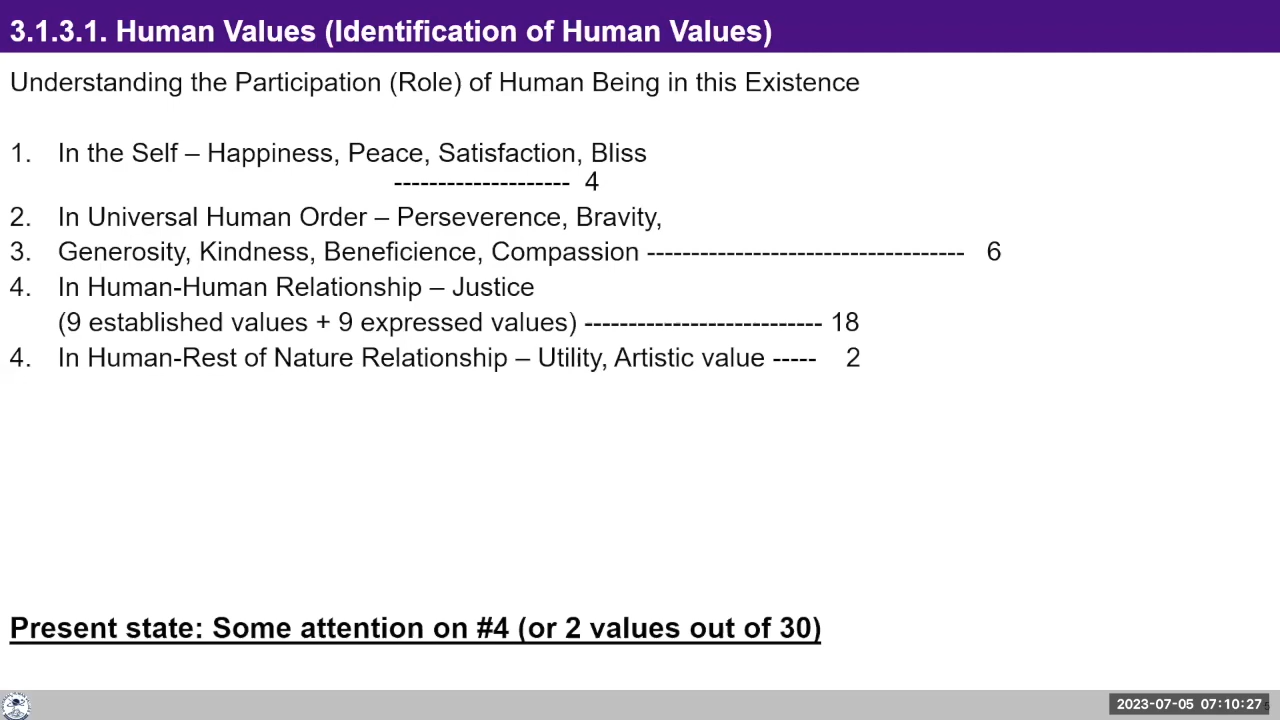 3.1.3.1. Human Values (Identification of Human Values)
Understanding the Participation (Role) of Human Being in this Existence
1. In the Self – Happiness, Peace, Satisfaction, Bliss
-------------------- 4
2. In Universal Human Order – Perseverence, Bravity,
3. Generosity, Kindness, Beneficience, Compassion ------------------------------------ 6
4. In Human-Human Relationship – Justice
(9 established values + 9 expressed values) --------------------------- 18
4. In Human-Rest of Nature Relationship – Utility, Artistic value ----- 2
Present state: Some attention on #4 (or 2 values out of 30)
2023-07-05 07:10:27
5